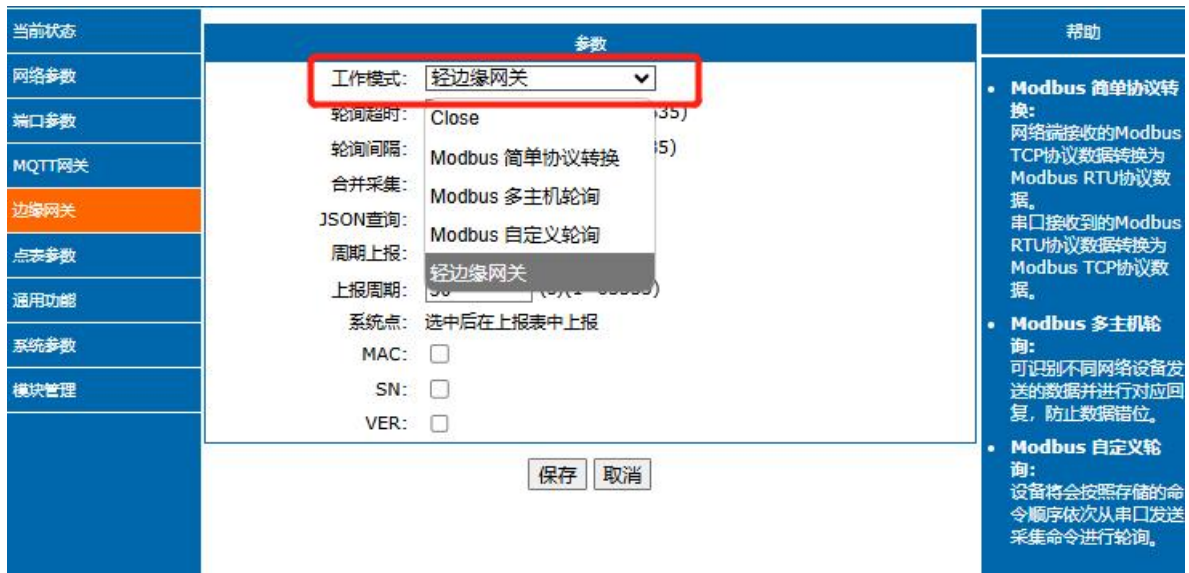 当前状态
网络参数
端口参数
MQTT网关
边缘网关
点表参数
通用功能
系统参数
模块管理
参数
工作模式: 轻边缘网关
轮询超时: 35)
Close
轮询间隔: 5)
Modbus 简单协议转换
合并采集:
Modbus 多主机轮询
JSON查询:
Modbus 自定义轮询
周期上报:
轻边缘网关
上报周期:
系统点: 选中后在上报表中上报
MAC:
SN:
VER:
保存 取消
帮助
• Modbus 简单协议转
换:
网络端接收的Modbus
TCP协议数据转换为
Modbus RTU协议数
据。
串口接收到的Modbus
RTU协议数据转换为
Modbus TCP协议数
据。
• Modbus 多主机轮
询:
可识别不同网络设备发
送的数据并进行对应回
复，防止数据错位。
• Modbus 自定义轮
询:
设备将会按照存储的命
令顺序依次从串口发送
采集命令进行轮询。